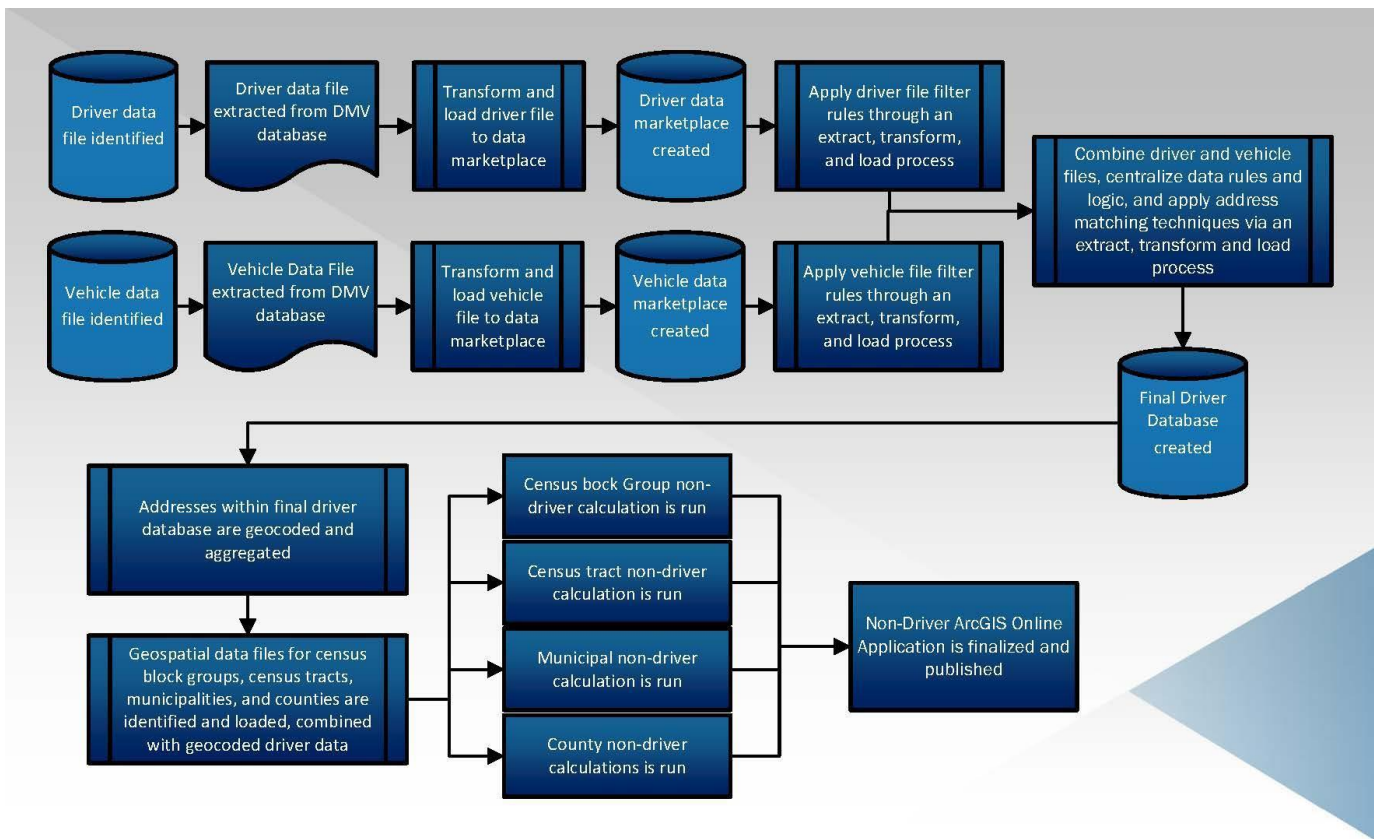 Driver data
file identified
Driver data file
extracted from DMV
database
Transform and
load driver file
to data
marketplace
Driver data
marketplace
created
Apply driver file filter
rules through an
extract, transform,
and load process
Combine driver and vehicle
files, centralize data rules and
logic, and apply address
matching techniques via an
extract, transform and load
process
Vehicle data
file identified
Vehicle Data File
extracted from DMV
database
Transform and
load vehicle
file to data
marketplace
Vehicle data
marketplace
created
Apply vehicle file filter
rules through an
extract, transform,
and load process
Final Driver
Database
created
Addresses within final driver
database are geocoded and
aggregated
Geospatial data files for census
block groups, census tracts,
municipalities, and counties are
identified and loaded, combined
with geocoded driver data
Census bock Group non-
driver calculation is run
Census tract non-driver
calculation is run
Municipal non-driver
calculation is run
County non-driver
calculations is run
Non-Driver ArcGIS Online
Application is finalized and
published